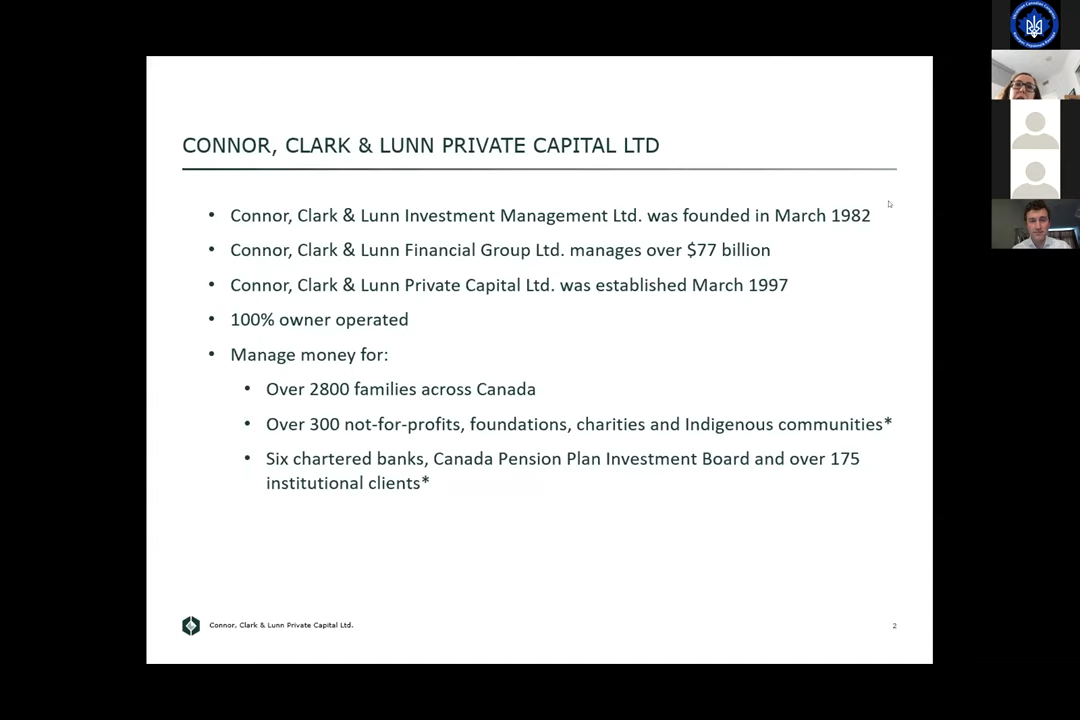 CONNOR, CLARK & LUNN PRIVATE CAPITAL LTD
• Connor, Clark & Lunn Investment Management Ltd. was founded in March 1982
• Connor, Clark & Lunn Financial Group Ltd. manages over $77 billion
• Connor, Clark & Lunn Private Capital Ltd. was established March 1997
• 100% owner operated
• Manage money for:
• Over 2800 families across Canada
• Over 300 not-for-profits, foundations, charities and Indigenous communities*
• Six chartered banks, Canada Pension Plan Investment Board and over 175
institutional clients*
Connor, Clark & Lunn Private Capital Ltd.
2